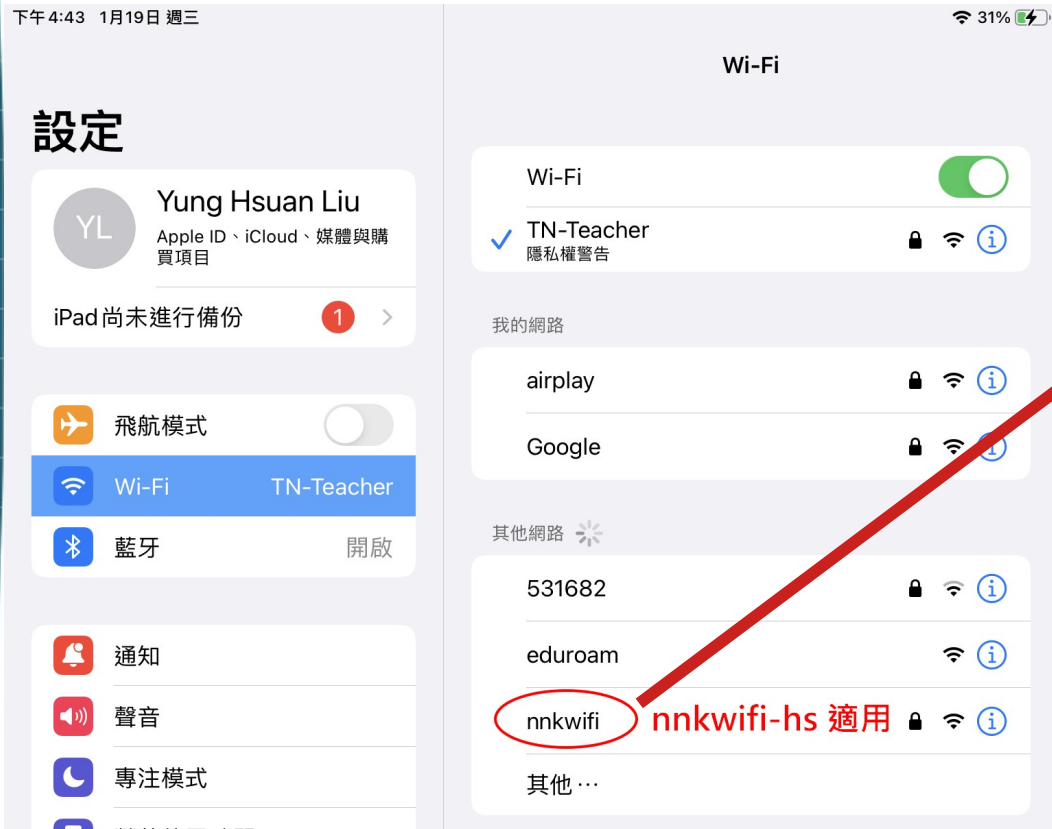 下午4:43 1月19日 週三
31%
設定
YL
Yung Hsuan Liu
Apple ID、iCloud、媒體與購
買項目
iPad尚未進行備份
1
飛航模式
Wi-Fi
TN-Teacher
藍牙
開啟
通知
聲音
專注模式
Wi-Fi
Wi-Fi
TN-Teacher
隱私權警告
我的網路
airplay
Google
其他網路
531682
eduroam
nnkwifi
nnkwifi-hs 適用
其他…